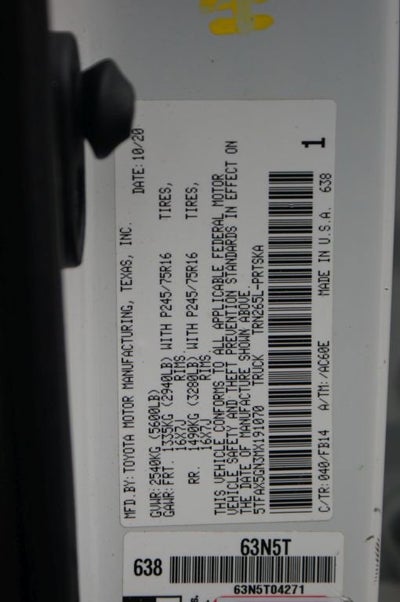 MFD.BY:TOYOTA MOTOR MANUFACTURING, TEXAS, INC. DATE:10/20
GVWR:2540KG (5600LB)
GAWR:FRT. 1335KG (2940LB) WITH P245/75R16 TIRES,
16X7J RIMS.
RR. 1490KG (3280LB) WITH P245/75R16 TIRES,
16X7J RIMS.
THIS VEHICLE CONFORMS TO ALL APPLICABLE FEDERAL MOTOR
VEHICLE SAFETY AND THEFT PREVENTION STANDARDS IN EFFECT ON
THE DATE OF MANUFACTURE SHOWN ABOVE.
5TFAX5GN3MX191070 TRUCK TRN265L-PRTSKA
C/TR:040/FB14 A/TM:/AC60E MADE IN U.S.A. 638
1
63N5T
638
63N5T04271